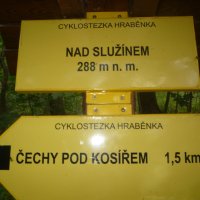 CYKLOSTEZKA HRABĚNKA
NAD SLUŽÍNEM
288 m n. m.
CYKLOSTEZKA HRABĚNKA
ČECHY POD KOSÍŘEM 1,5 km